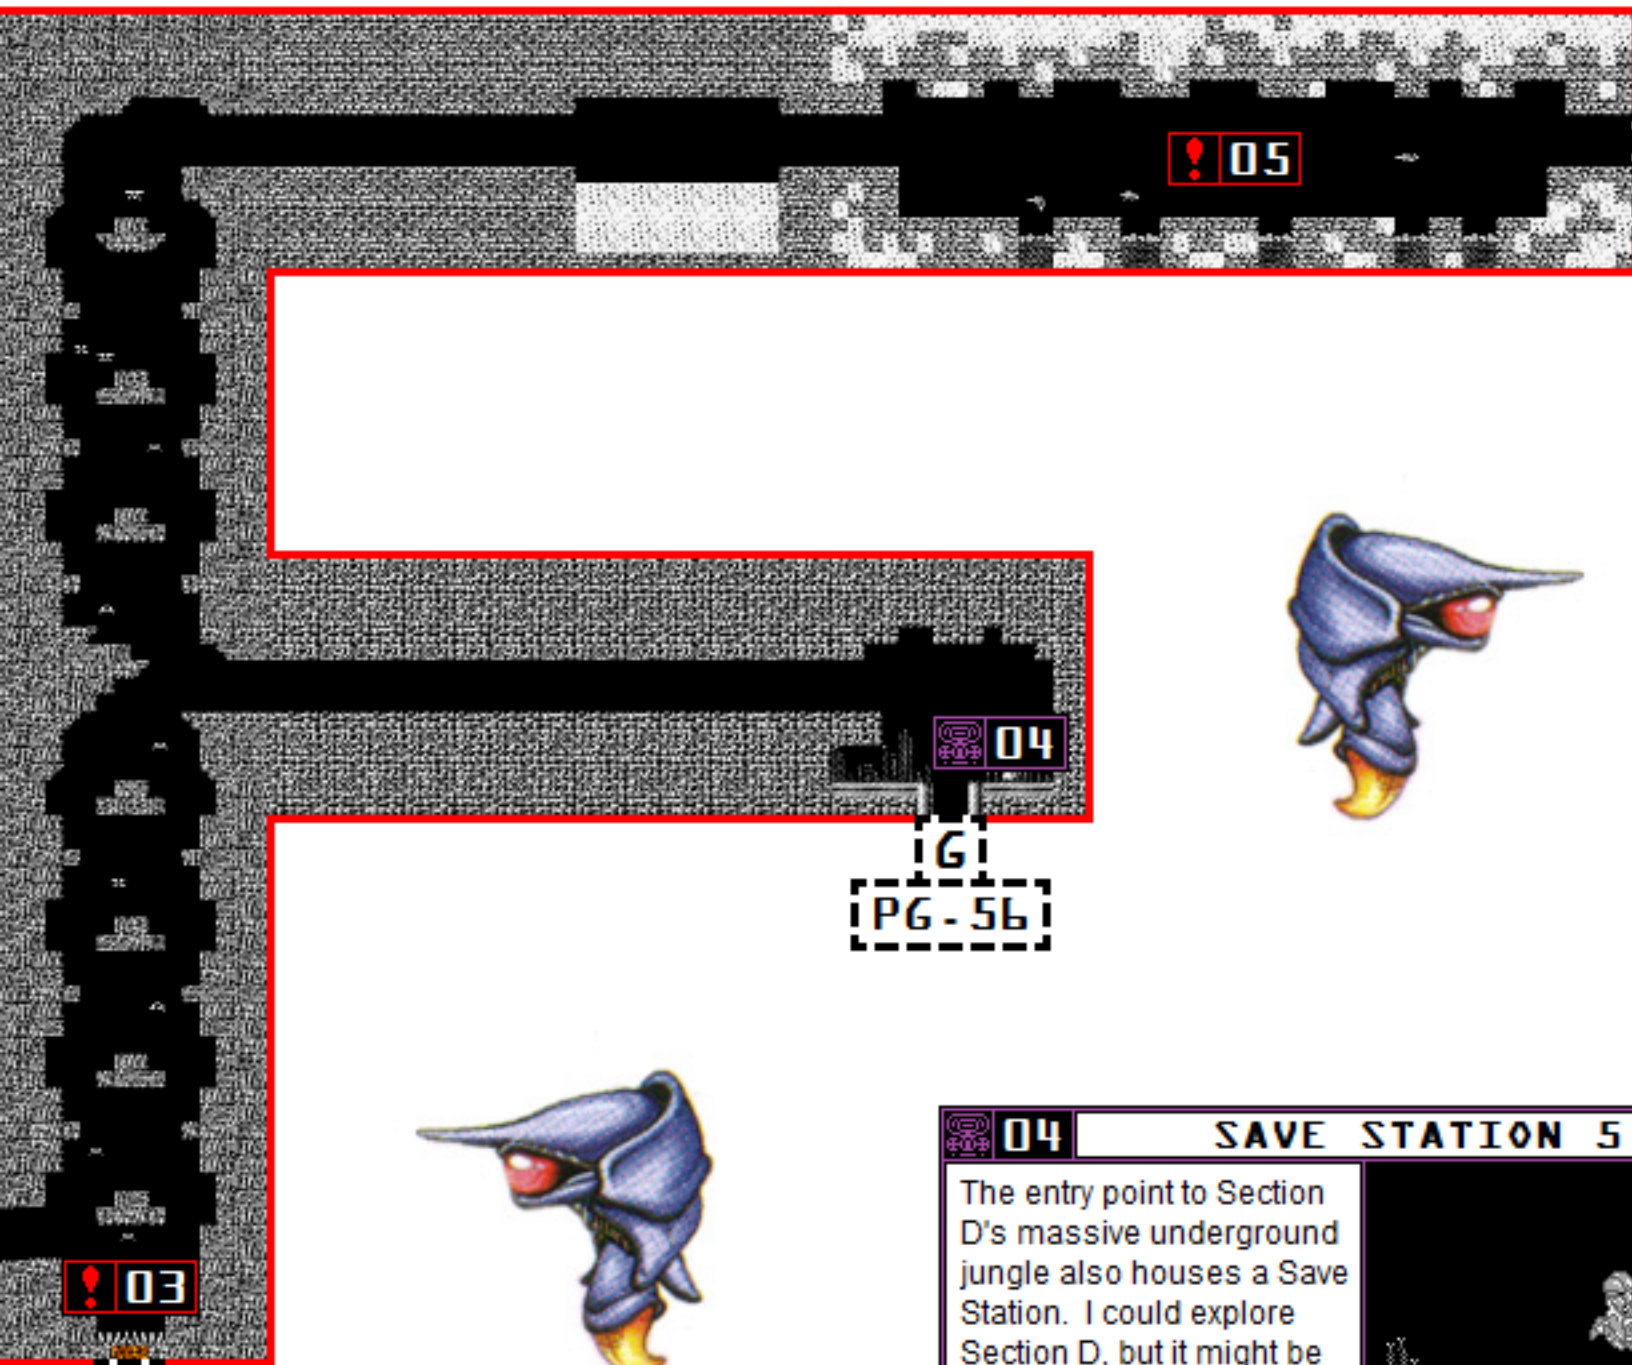 ! 05
04
G
PG-5b
04 SAVE STATION 5
The entry point to Section
D's massive underground
jungle also houses a Save
Station. I could explore
Section D, but it might be
! 03